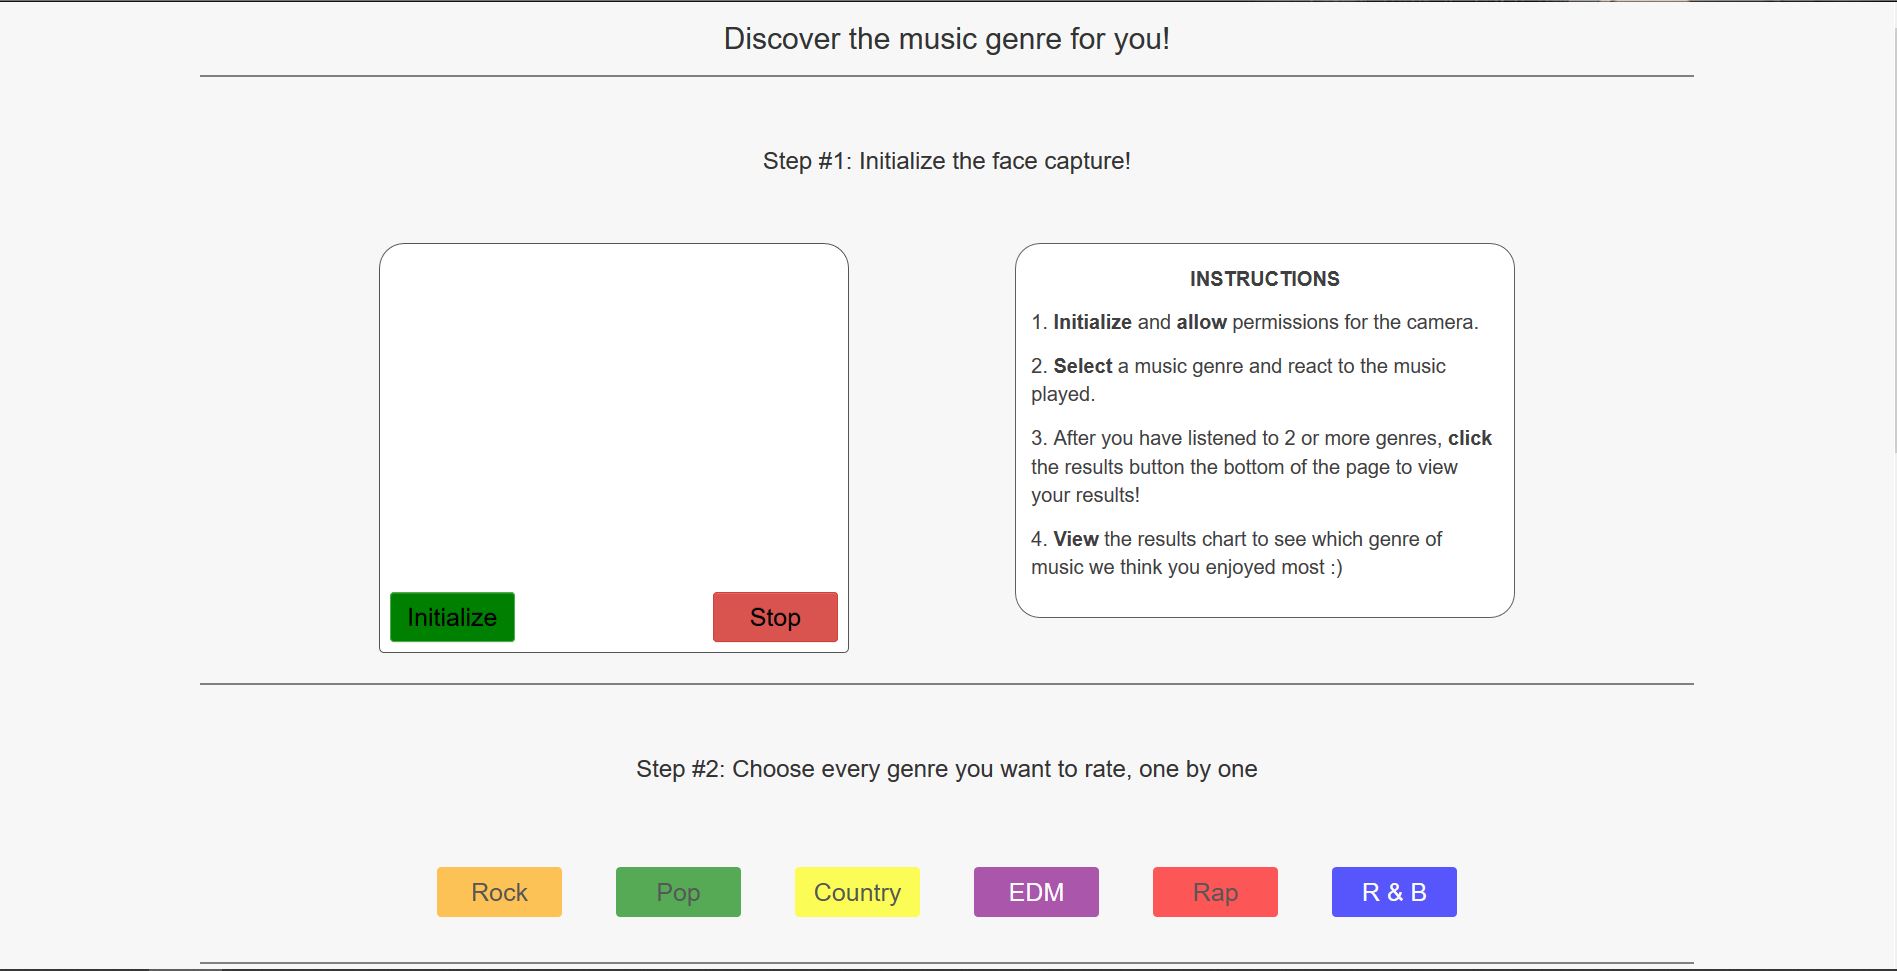 Discover the music genre for you!
Step #1: Initialize the face capture!
Initialize
Stop
INSTRUCTIONS
1. Initialize and allow permissions for the camera.
2. Select a music genre and react to the music
played.
3. After you have listened to 2 or more genres, click
the results button the bottom of the page to view
your results!
4. View the results chart to see which genre of
music we think you enjoyed most :)
Step #2: Choose every genre you want to rate, one by one
Rock
Pop
Country
EDM
Rap
R & B